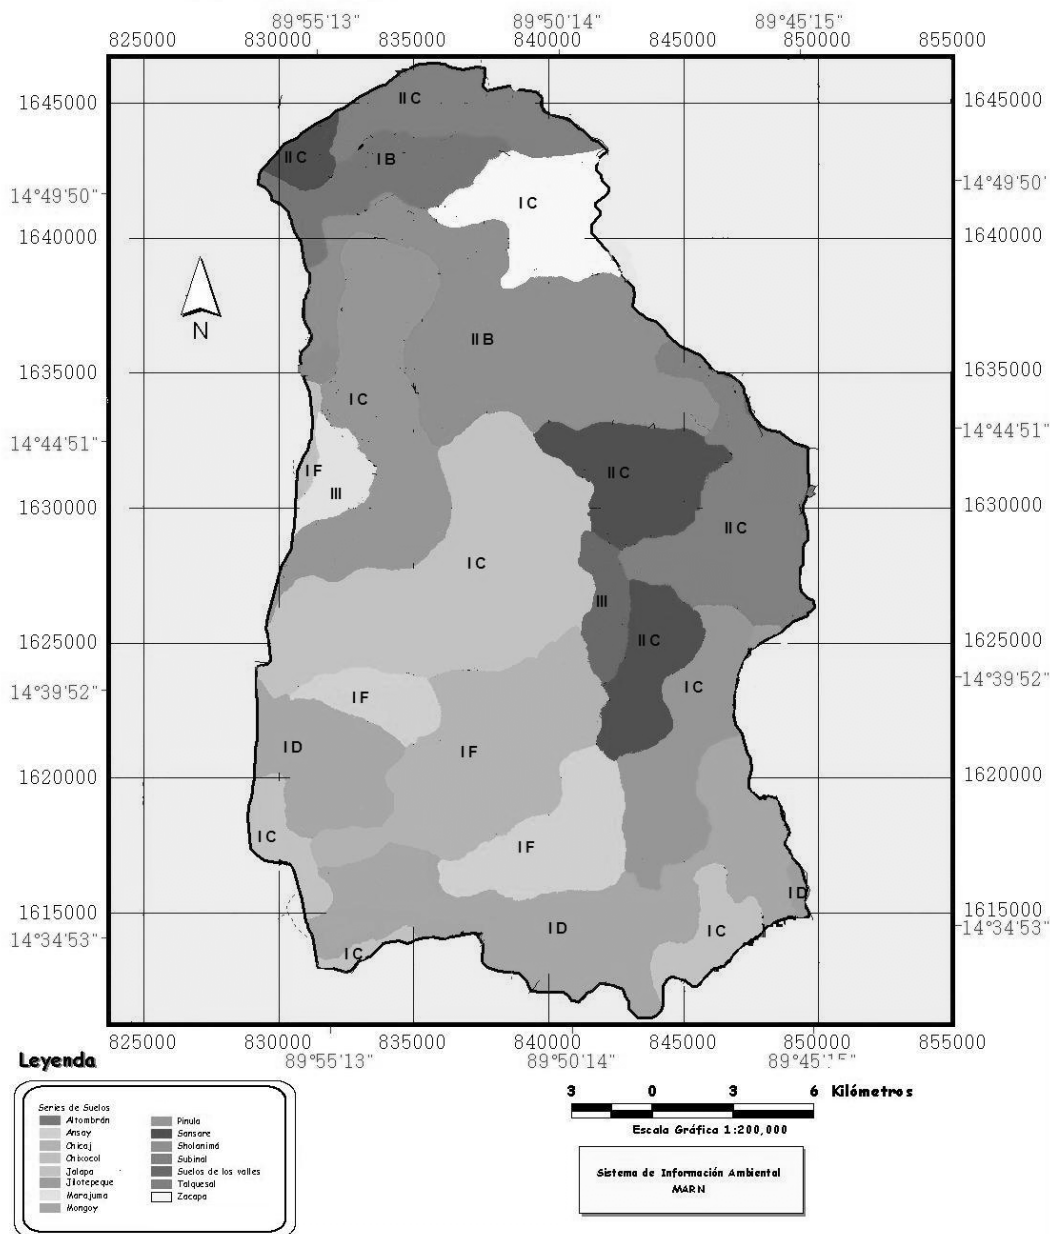 89°55'13" 89°50'14" 89°45'15"
825000 830000 835000 840000 845000 850000 855000
1645000 1645000
II C
II C
I B
14°49'50" 14°49'50'
I C
1640000 1640000
N
II B
1635000 1635000
I C
14°44'51" 14°44'51"
I F
II C
III
1630000 1630000
II C
I C
III
1625000 1625000
II C
14°39'52" 14°39'52"
I C
I F
I D
I F
1620000 1620000
I C
I F
I D
1615000 1615000
14°34'53" 14°34'53"
I D
I C
I C
825000 830000 835000 840000 845000 850000 855000
89°55'13" 89°50'14" 89°45'15"
Leyenda
Series de Suelos
Altombrán
Ansay
Chicaj
Chixocol
Jalapa
Jilotepeque
Marajuma
Mongoy
Pinula
Sansare
Sholanimá
Subinal
Suelos de los valles
Talquesal
Zacapa
3 0 3 6 Kilómetros
Escala Gráfica 1:200,000
Sistema de Información Ambiental
MARN